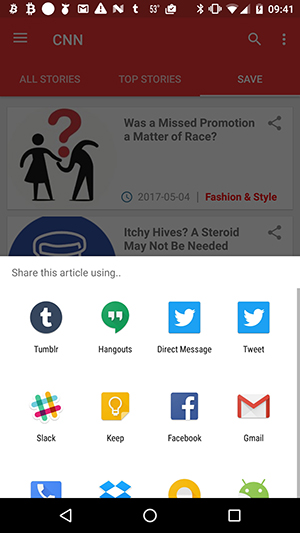 53°
09:41
CNN
ALL STORIES
TOP STORIES
SAVE
Was a Missed Promotion
a Matter of Race?
2017-05-04 | Fashion & Style
Itchy Hives? A Steroid
May Not Be Needed
Share this article using..
Tumblr
Hangouts
Direct Message
Tweet
Slack
Keep
Facebook
Gmail